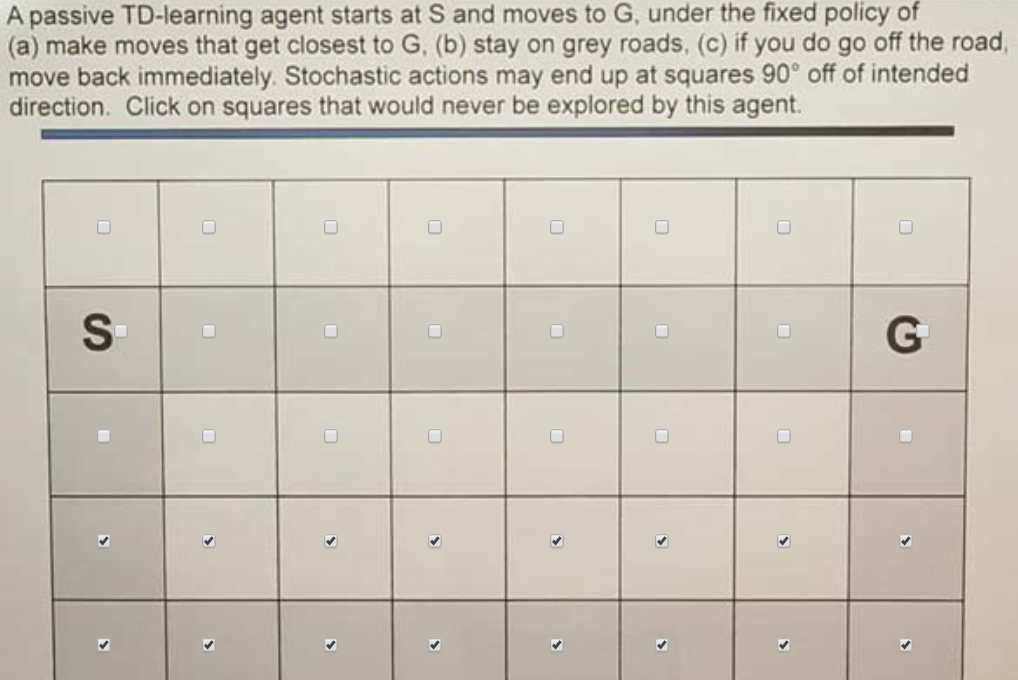 A passive TD-learning agent starts at S and moves to G, under the fixed policy of
(a) make moves that get closest to G, (b) stay on grey roads, (c) if you do go off the road,
move back immediately. Stochastic actions may end up at squares 90° off of intended
direction. Click on squares that would never be explored by this agent.
S
G